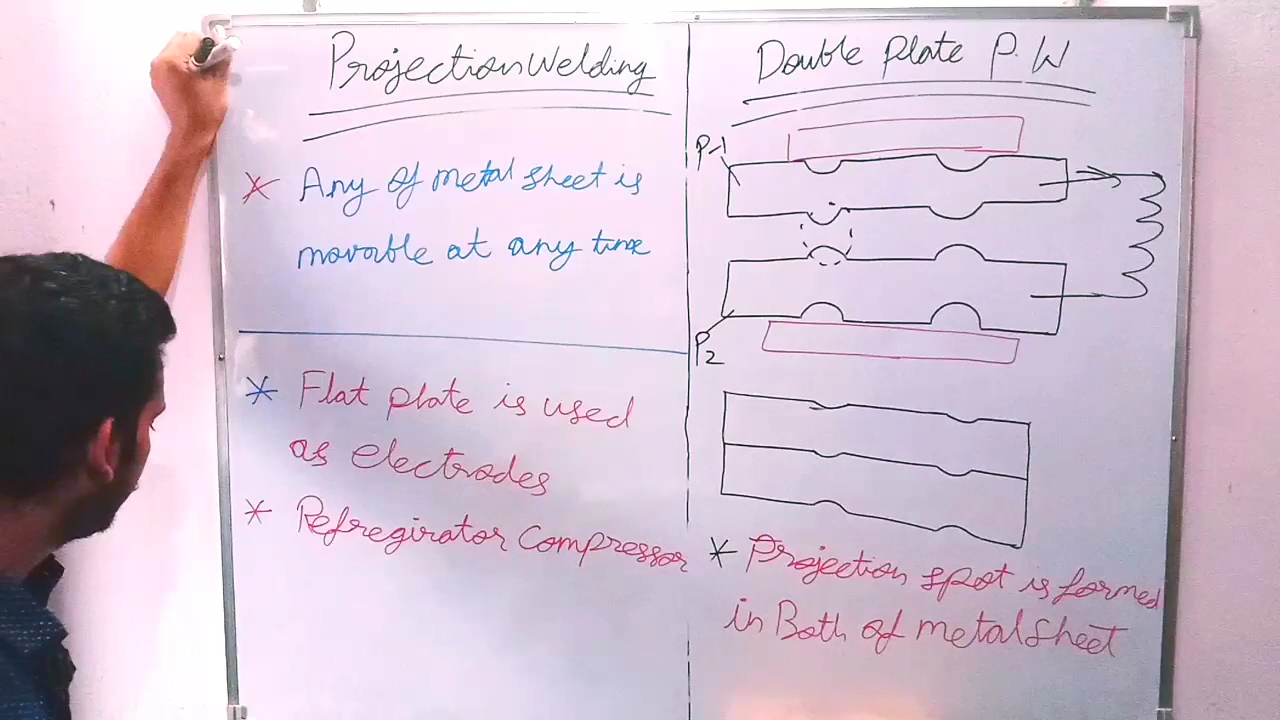 Projection Welding
* Any of metal sheet is
movable at any time
* Flat plate is used
as electrodes
* Refregirator Compressor
Double Plate P.W
P-1
P2
* Projection spot is formed
in Both of metal sheet